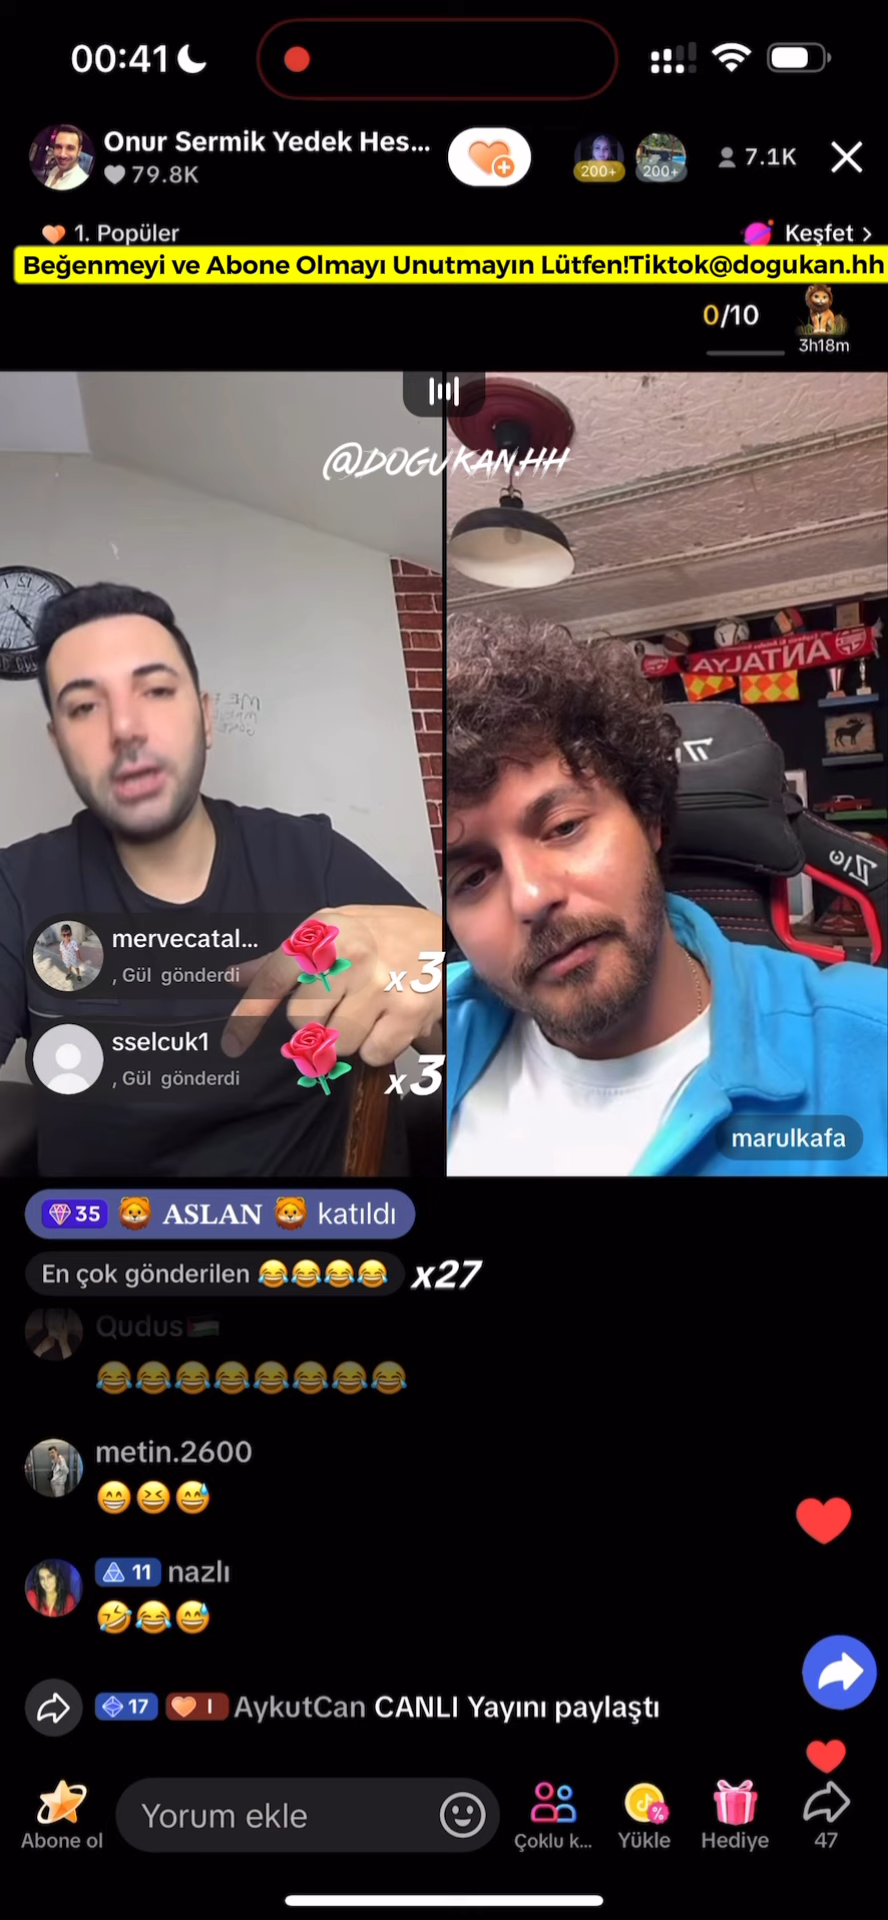 00:41
Onur Sermik Yedek Hes...
79.8K
200+
200+
7.1K
1. Popüler
Keşfet >
Beğenmeyi ve Abone Olmayı Unutmayın Lütfen!Tiktok@dogukan.hh
0/10
3h18m
@DOGUKAN.HH
ANTALYA
mervecatal...
, Gül gönderdi
x3
sselcuk1
, Gül gönderdi
x3
marulkafa
35 🦁 ASLAN 🦁 katıldı
En çok gönderilen 😂😂😂😂 x27
Qudus🇵🇸
😂😂😂😂😂😂😂😂
metin.2600
😁😆😅
11 nazlı
🤣😂😅
17 I AykutCan CANLI Yayını paylaştı
Abone ol
Yorum ekle
Çoklu k...
Yükle
Hediye
47